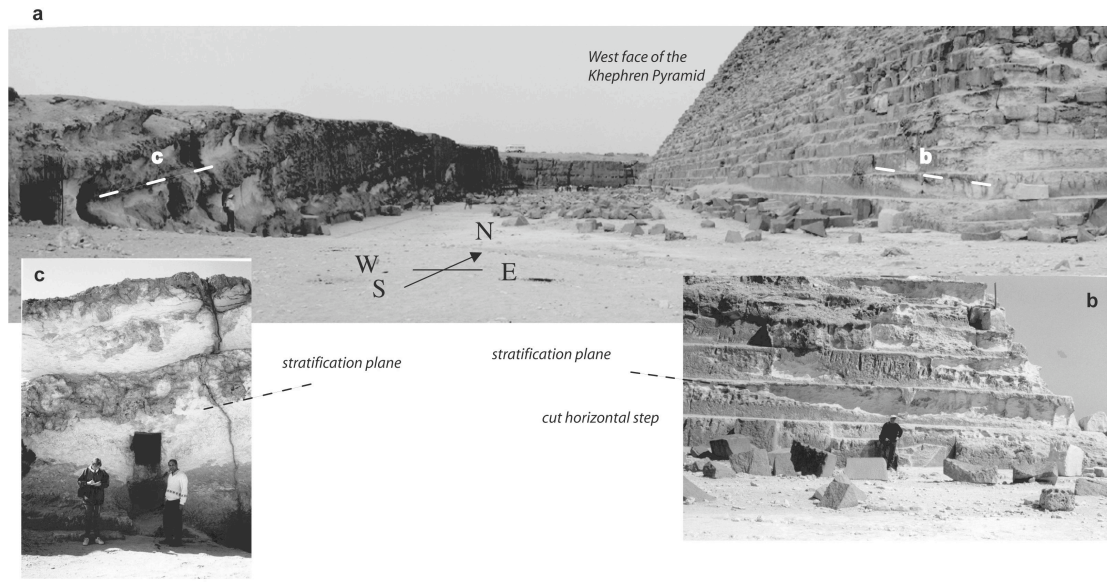 a
West face of the
Khephren Pyramid
c
b
N
W
E
S
c
b
stratification plane
stratification plane
cut horizontal step